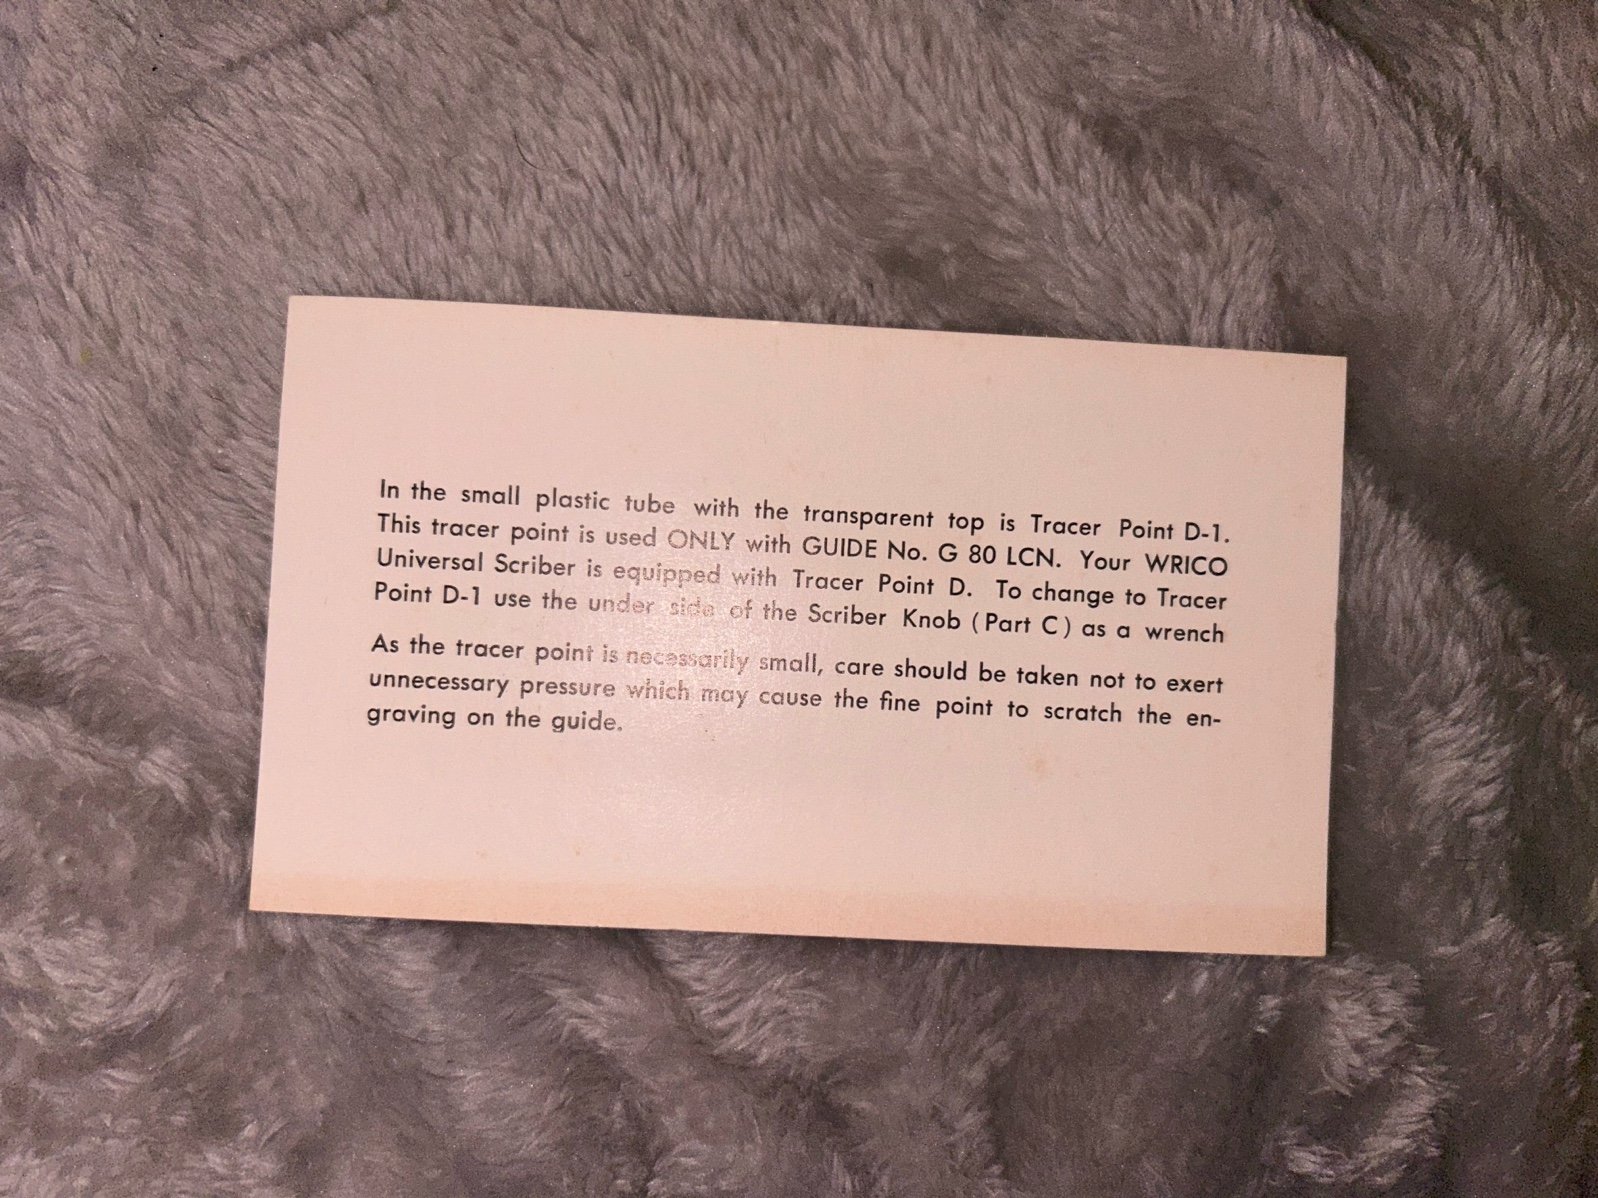 In the small plastic tube with the transparent top is Tracer Point D-1.
This tracer point is used ONLY with GUIDE No. G 80 LCN. Your WRICO
Universal Scriber is equipped with Tracer Point D. To change to Tracer
Point D-1 use the under side of the Scriber Knob (Part C) as a wrench
As the tracer point is necessarily small, care should be taken not to exert
unnecessary pressure which may cause the fine point to scratch the en-
graving on the guide.